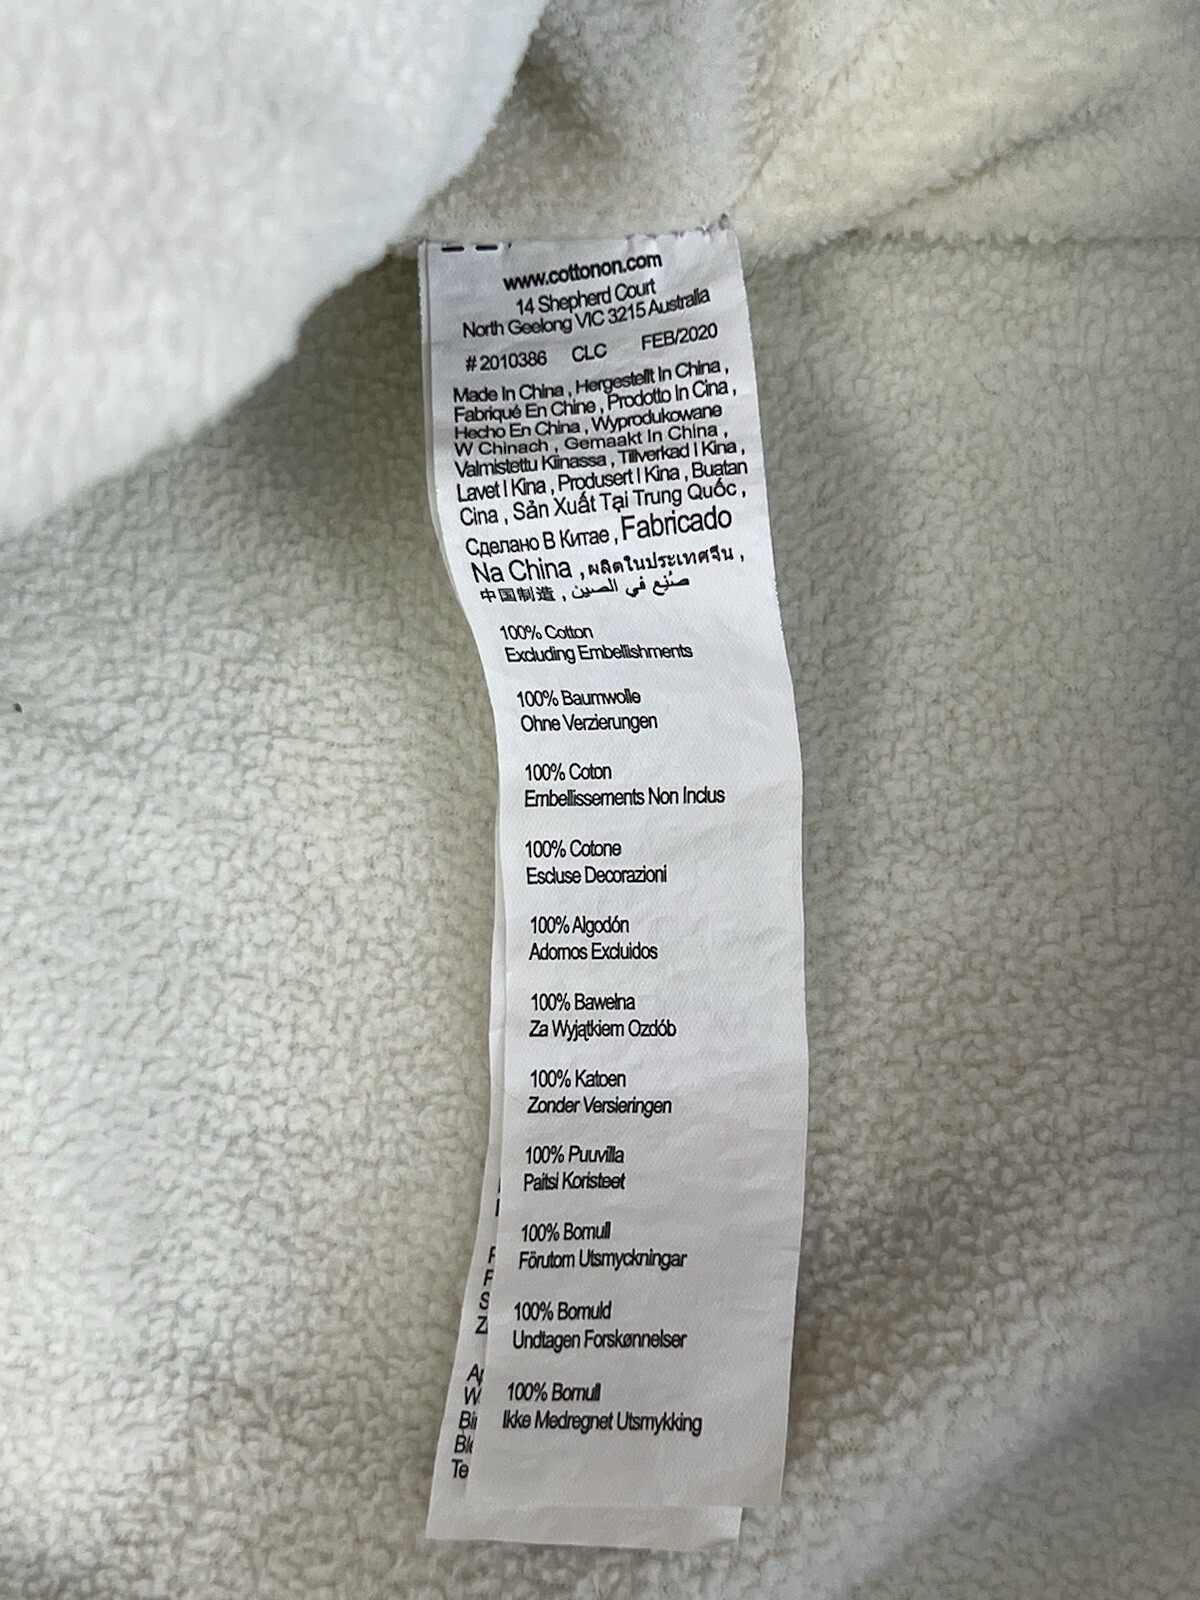 www.cottonon.com
14 Shepherd Court
North Geelong VIC 3215 Australia
#2010386 CLC FEB/2020
Made In China, Hergestellt In China,
Fabriqué En Chine, Prodotto In Cina,
Hecho En China, Wyprodukowane
W Chinach, Gemaakt In China,
Valmistettu Kiinassa, Tillverkad I Kina,
Lavet I Kina, Produsert I Kina, Buatan
Cina, Sản Xuất Tại Trung Quốc,
Сделано В Китае, Fabricado
Na China, ผลิตในประเทศจีน,
中国制造, صُنِع في الصين
100% Cotton
Excluding Embellishments
100% Baumwolle
Ohne Verzierungen
100% Coton
Embellissements Non Inclus
100% Cotone
Escluse Decorazioni
100% Algodón
Adornos Excluidos
100% Bawełna
Za Wyjątkiem Ozdób
100% Katoen
Zonder Versieringen
100% Puuvilla
Paitsi Koristeet
100% Bomull
Förutom Utsmyckningar
100% Bomuld
Undtagen Forskønnelser
100% Bomull
Ikke Medregnet Utsmykking